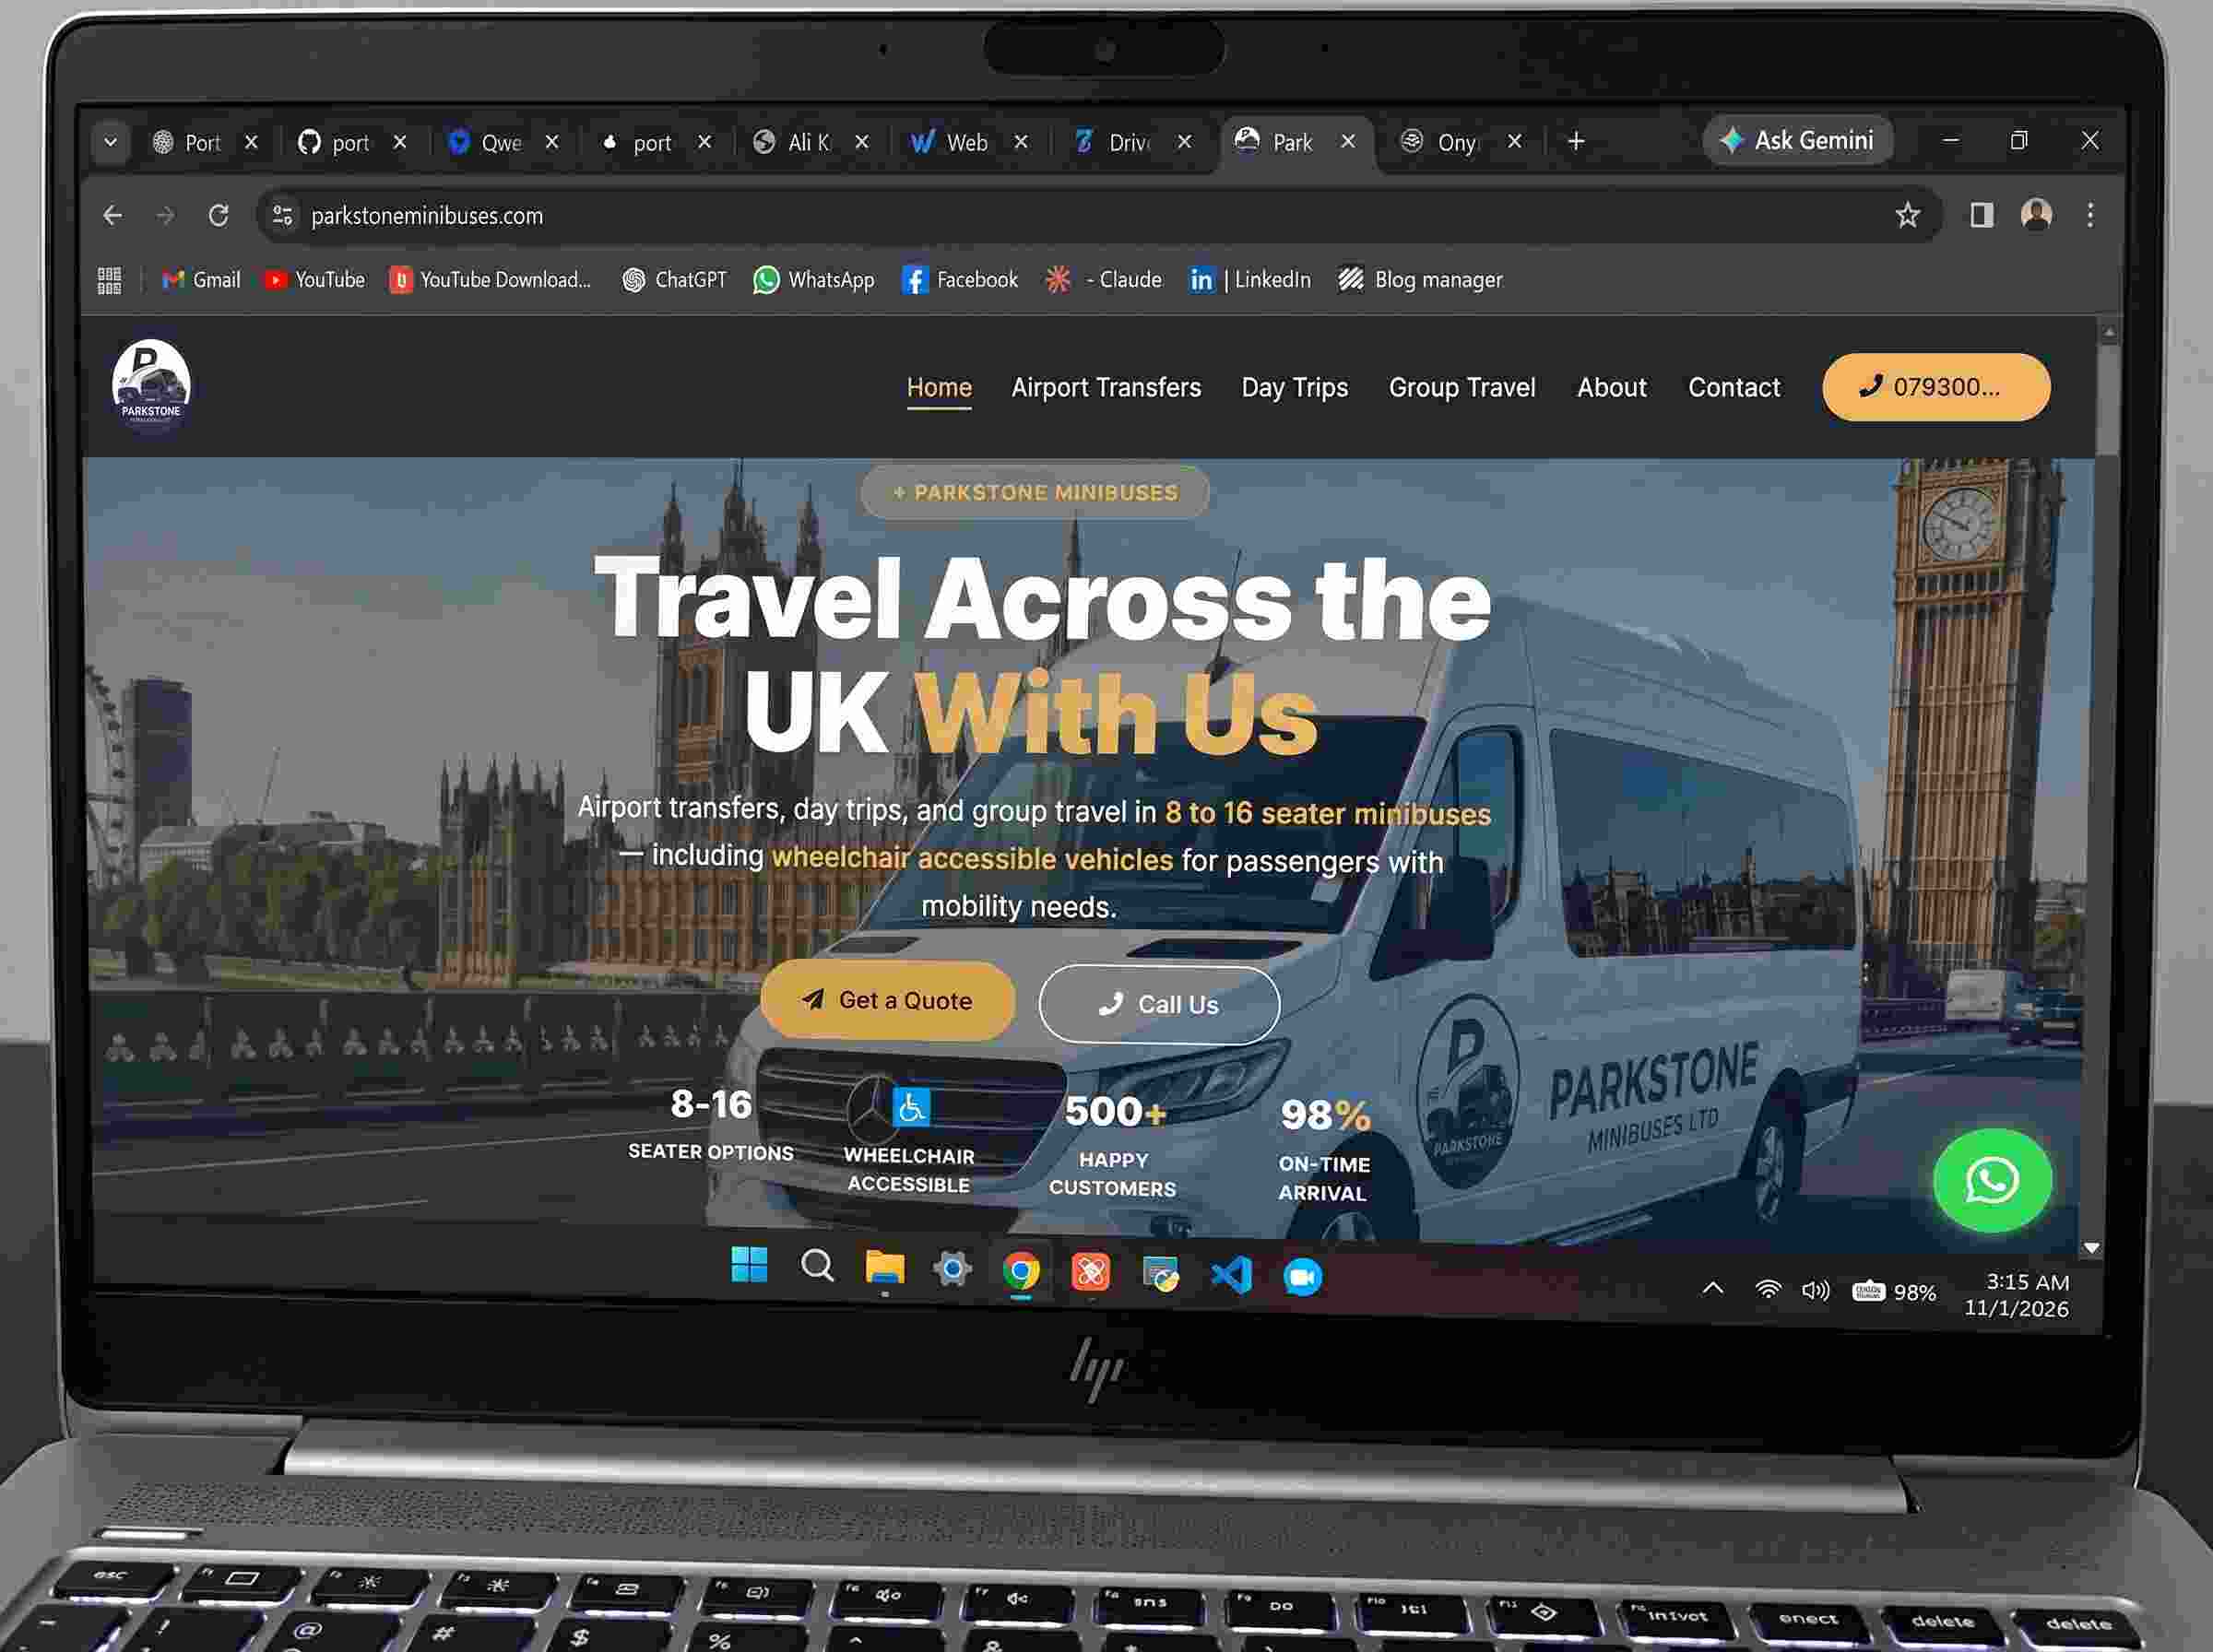 Port
port
Qwe
port
Ali K
Web
Driv
Park
Ony
Ask Gemini
parkstoneminibuses.com
Gmail
YouTube
YouTube Download...
ChatGPT
WhatsApp
Facebook
- Claude
| LinkedIn
Blog manager
PARKSTONE
Home
Airport Transfers
Day Trips
Group Travel
About
Contact
079300...
+ PARKSTONE MINIBUSES
Travel Across the
UK With Us
Airport transfers, day trips, and group travel in 8 to 16 seater minibuses
— including wheelchair accessible vehicles for passengers with
mobility needs.
Get a Quote
Call Us
8-16
SEATER OPTIONS
WHEELCHAIR
ACCESSIBLE
500+
HAPPY
CUSTOMERS
98%
ON-TIME
ARRIVAL
P
PARKSTONE
PARKSTONE
MINIBUSES LTD
98%
3:15 AM
11/1/2026
hp
esc
delete
delete
! @ # $ % ^ &